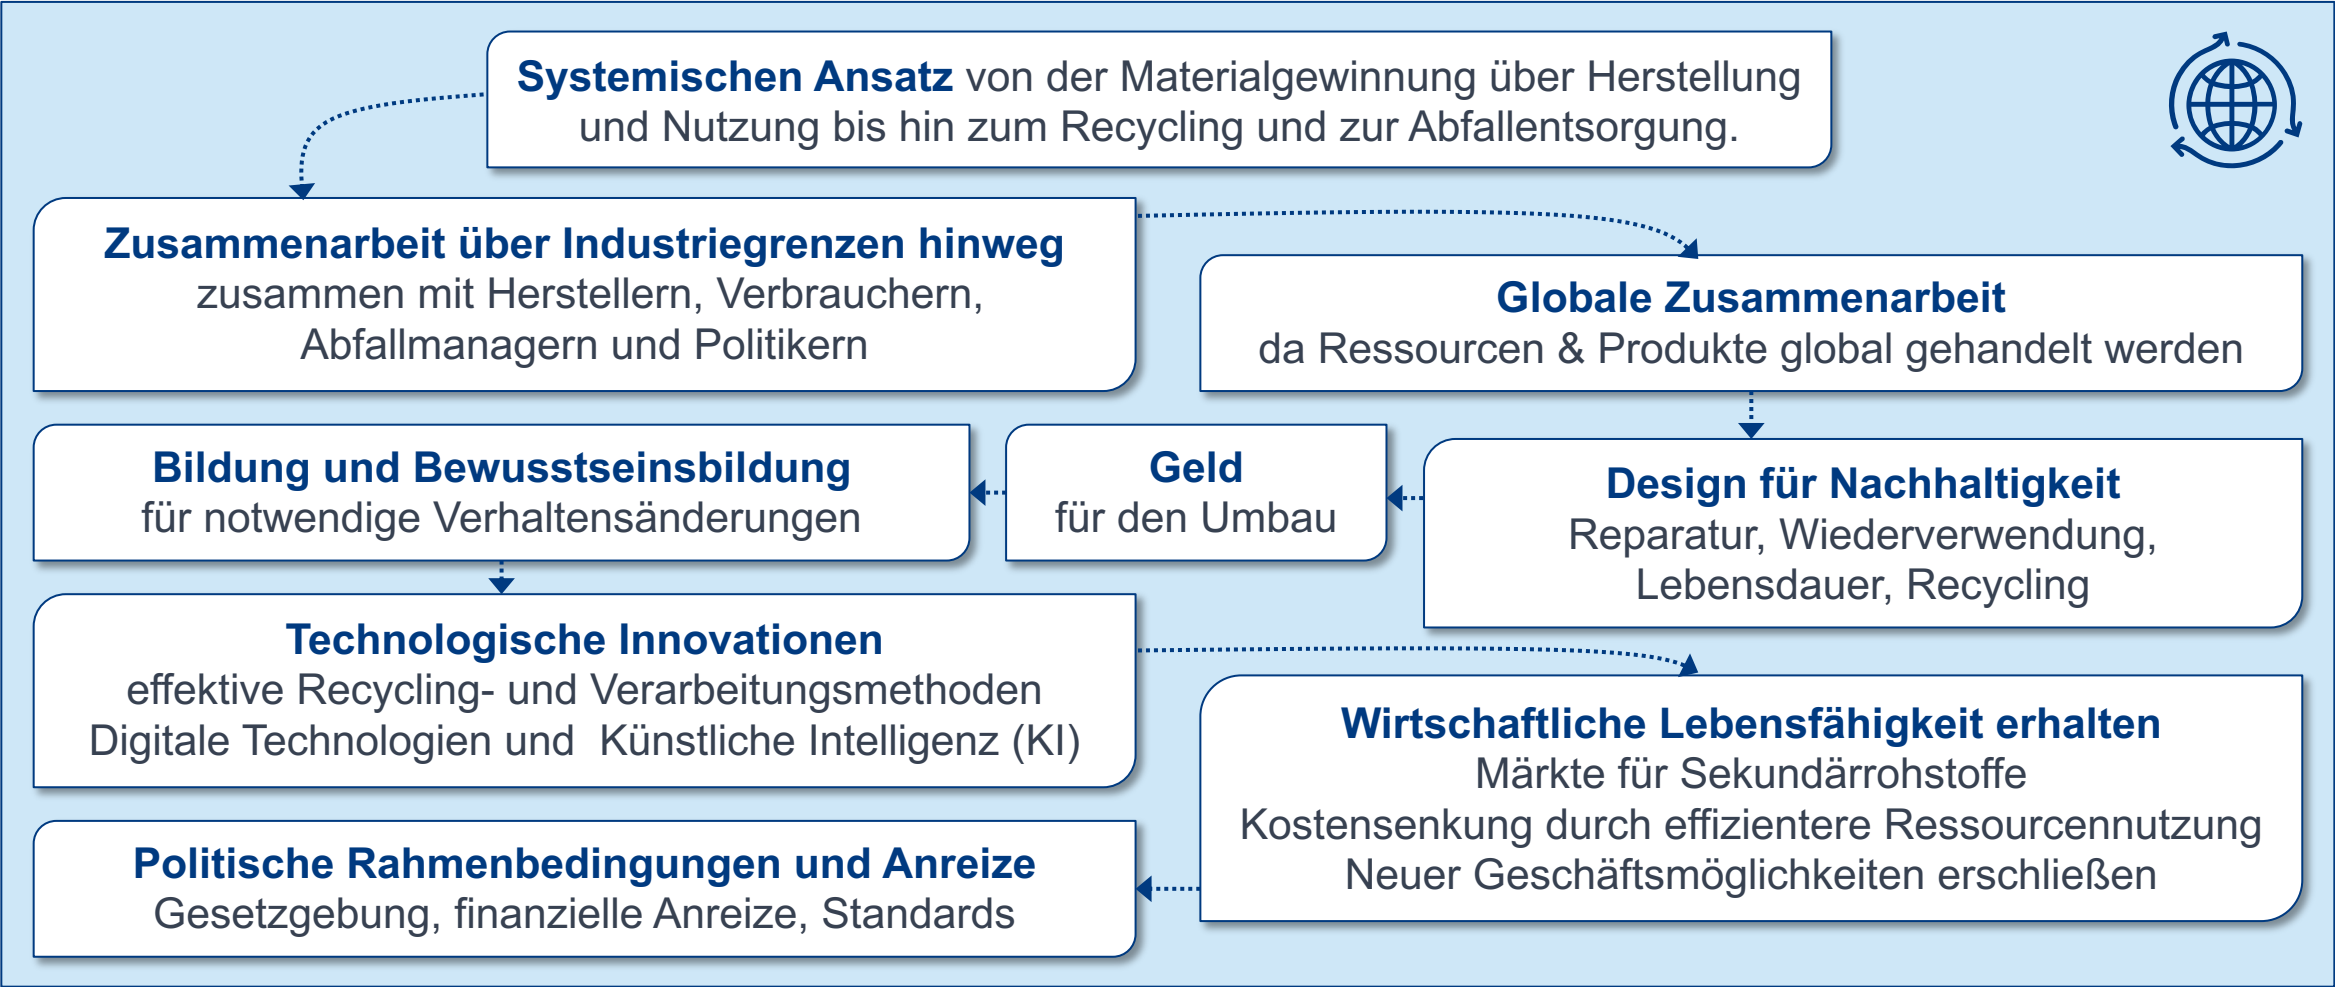 Systemischen Ansatz von der Materialgewinnung über Herstellung
und Nutzung bis hin zum Recycling und zur Abfallentsorgung.
Zusammenarbeit über Industriegrenzen hinweg
zusammen mit Herstellern, Verbrauchern,
Abfallmanagern und Politikern
Globale Zusammenarbeit
da Ressourcen & Produkte global gehandelt werden
Design für Nachhaltigkeit
Reparatur, Wiederverwendung,
Lebensdauer, Recycling
Geld
für den Umbau
Bildung und Bewusstseinsbildung
für notwendige Verhaltensänderungen
Technologische Innovationen
effektive Recycling- und Verarbeitungsmethoden
Digitale Technologien und  Künstliche Intelligenz (KI)
Wirtschaftliche Lebensfähigkeit erhalten
Märkte für Sekundärrohstoffe
Kostensenkung durch effizientere Ressourcennutzung
Neuer Geschäftsmöglichkeiten erschließen
Politische Rahmenbedingungen und Anreize
Gesetzgebung, finanzielle Anreize, Standards